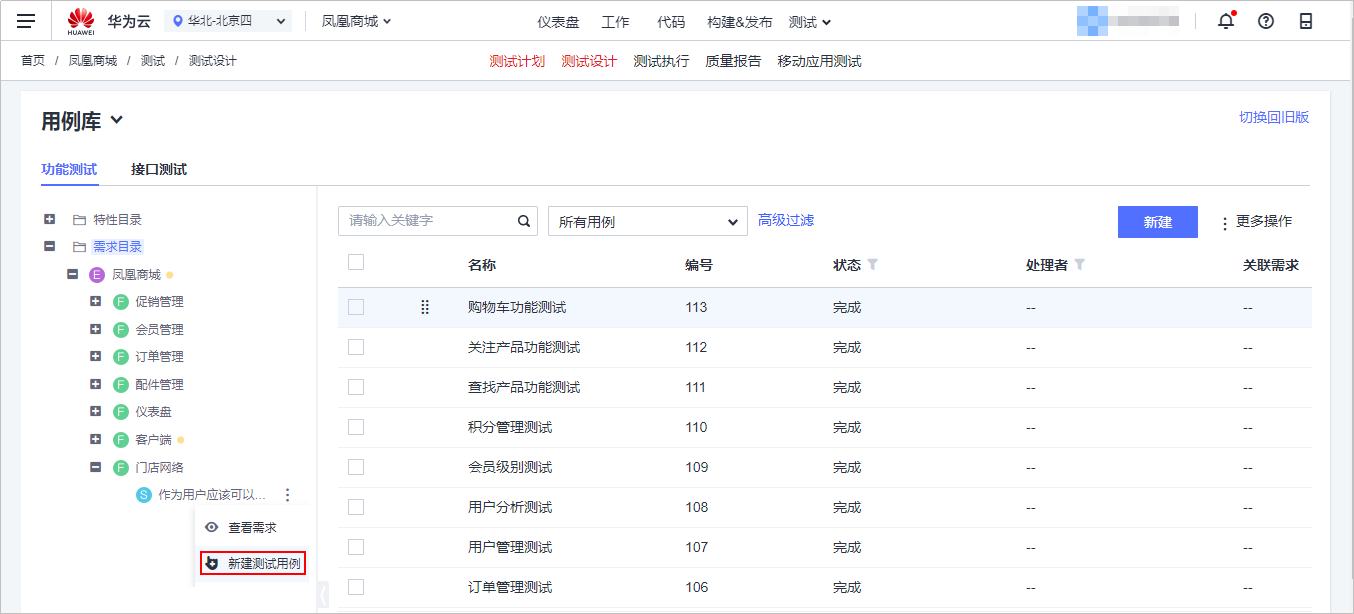 HUAWEI 华为云 华北-北京四 凤凰商城 仪表盘 工作 代码 构建&发布 测试
首页 / 凤凰商城 / 测试 / 测试设计 测试计划 测试设计 测试执行 质量报告 移动应用测试
用例库 切换回旧版
功能测试 接口测试
特性目录
需求目录
E 凤凰商城
F 促销管理
F 会员管理
F 订单管理
F 配件管理
F 仪表盘
F 客户端
F 门店网络
S 作为用户应该可以...
查看需求
新建测试用例
请输入关键字 所有用例 高级过滤 新建 更多操作
名称 编号 状态 处理者 关联需求
购物车功能测试 113 完成 -- --
关注产品功能测试 112 完成 -- --
查找产品功能测试 111 完成 -- --
积分管理测试 110 完成 -- --
会员级别测试 109 完成 -- --
用户分析测试 108 完成 -- --
用户管理测试 107 完成 -- --
订单管理测试 106 完成 -- --